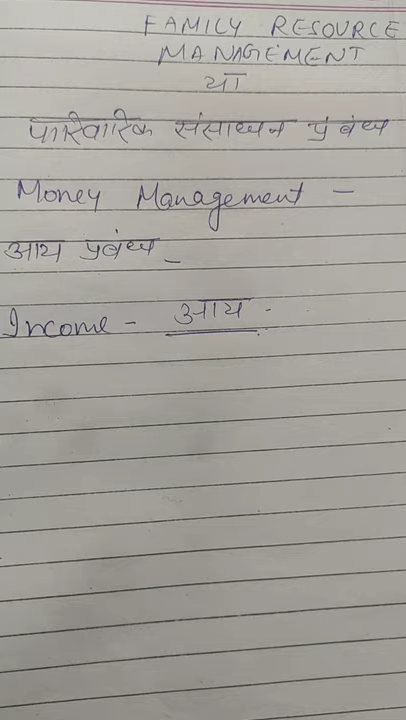 FAMILY RESOURCE
MANAGEMENT
या
पारिवारिक संसाधन प्रबंध
Money Management -
आय प्रबंध -
Income - आय -